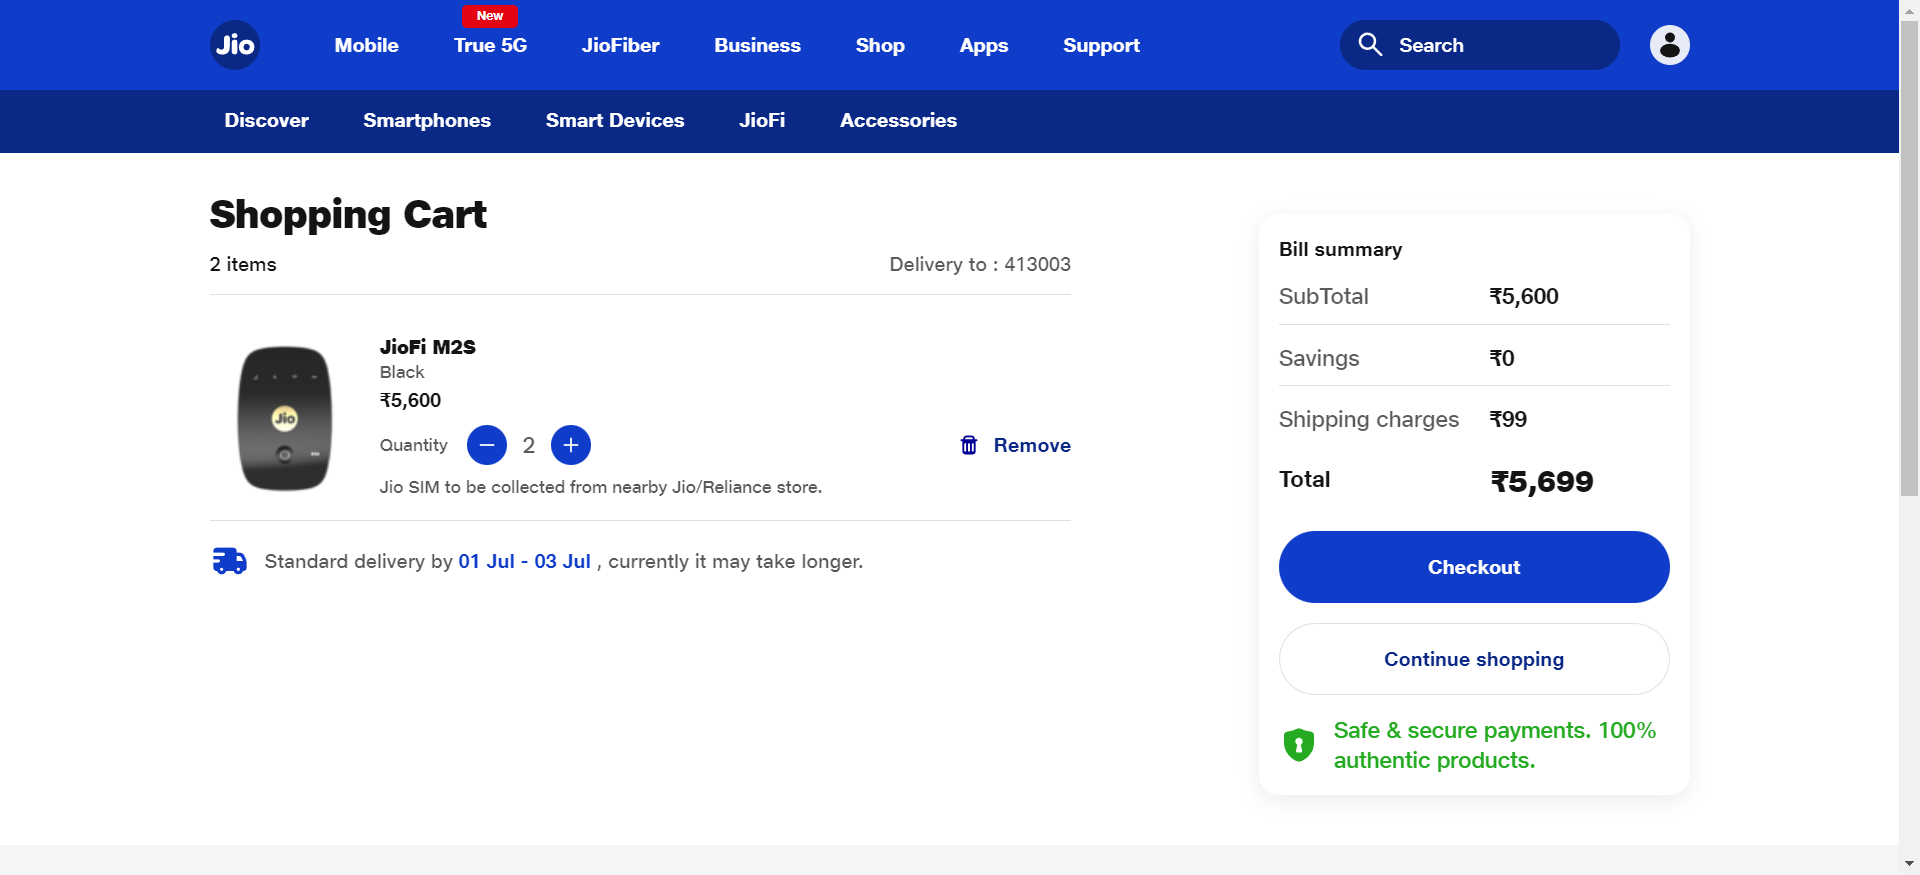 New
Jio
Mobile
True 5G
JioFiber
Business
Shop
Apps
Support
Search
Discover
Smartphones
Smart Devices
JioFi
Accessories
Shopping Cart
2 items
Delivery to : 413003
JioFi M2S
Black
₹5,600
Jio
Quantity
2
Remove
Jio SIM to be collected from nearby Jio/Reliance store.
Standard delivery by 01 Jul - 03 Jul , currently it may take longer.
Bill summary
SubTotal ₹5,600
Savings ₹0
Shipping charges ₹99
Total ₹5,699
Checkout
Continue shopping
Safe & secure payments. 100%
authentic products.